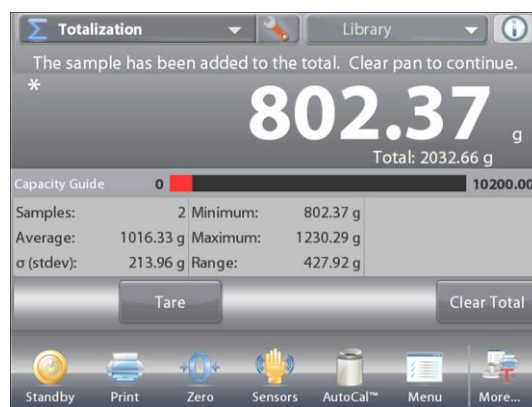 Σ Totalization Library
The sample has been added to the total. Clear pan to continue.
*
802.37 g
Total: 2032.66 g
Capacity Guide 0 10200.00
Samples: 2 Minimum: 802.37 g
Average: 1016.33 g Maximum: 1230.29 g
σ (stdev): 213.96 g Range: 427.92 g
Tare Clear Total
Standby Print Zero Sensors AutoCal™ Menu More...